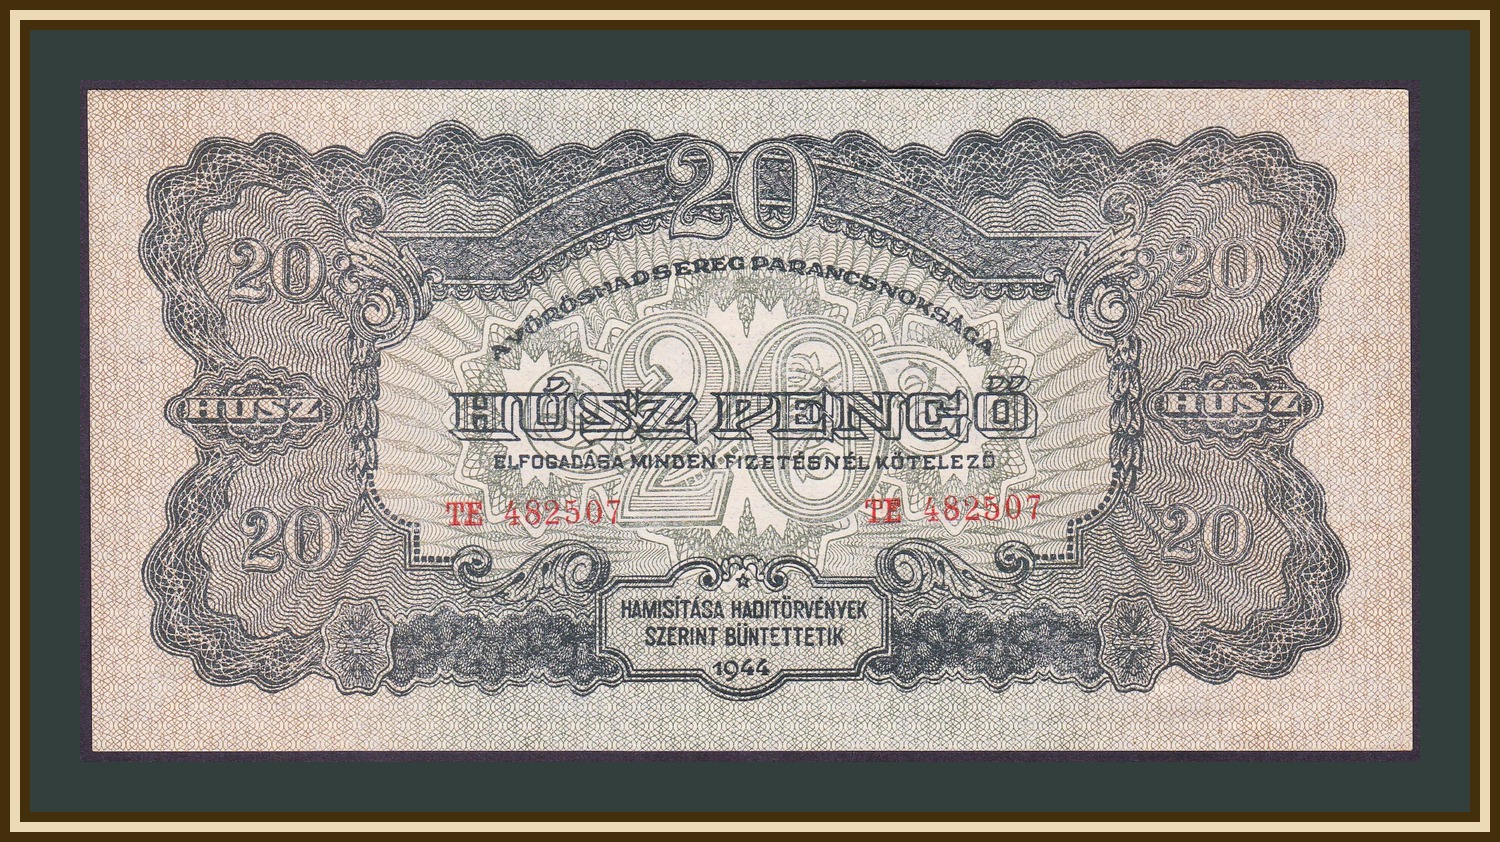 20
20 20
A VÖRÖSHADSEREG PARANCSNOKSÁGA
20
HÚSZ HÚSZ PENGŐ HÚSZ
ELFOGADÁSA MINDEN FIZETÉSNÉL KÖTELEZŐ
TE 482507 TE 482507
20 20
HAMISÍTÁSA HADITÖRVÉNYEK
SZERINT BÜNTETTETIK
1944